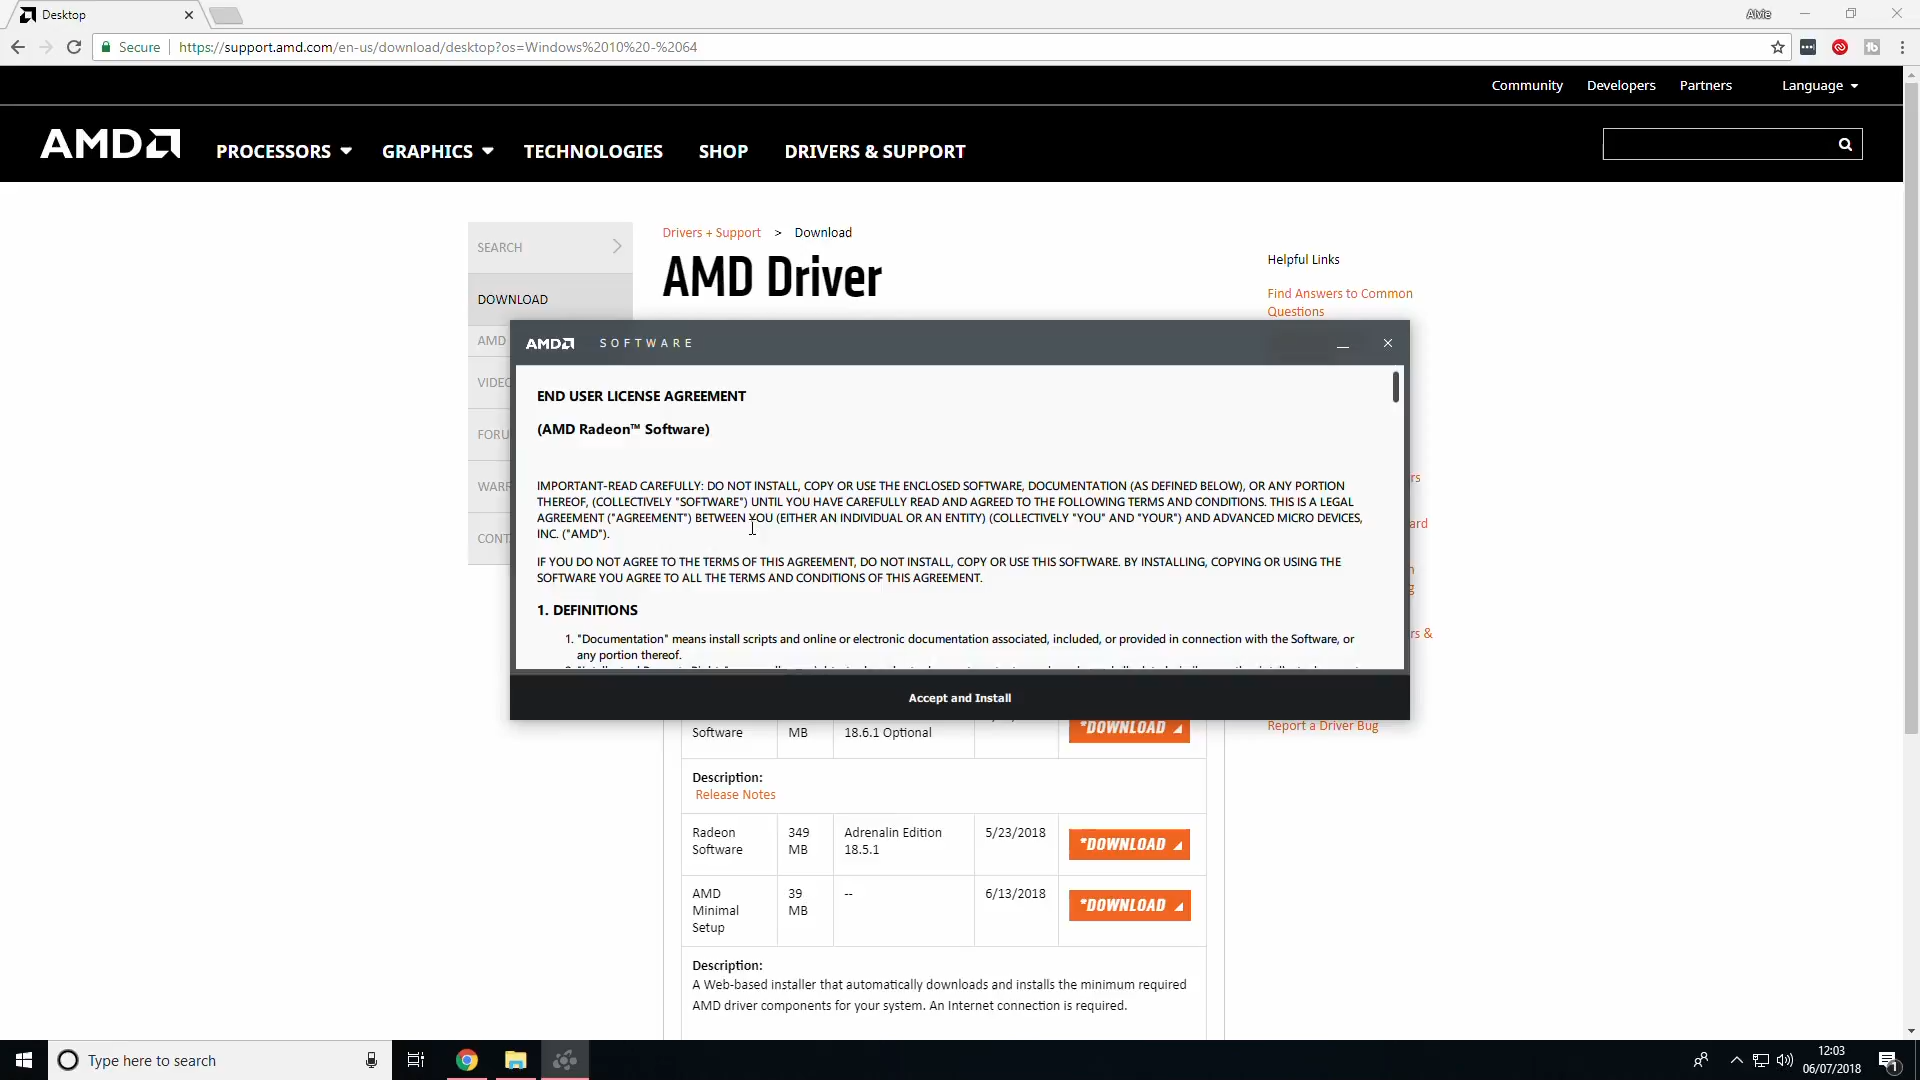 Desktop
Alvie
Secure
https://support.amd.com/en-us/download/desktop?os=Windows%2010%20-%2064
Community
Developers
Partners
Language
AMD
PROCESSORS
GRAPHICS
TECHNOLOGIES
SHOP
DRIVERS & SUPPORT
SEARCH
DOWNLOAD
AMD
Drivers + Support > Download
AMD Driver
Helpful Links
Find Answers to Common
Questions
AMD SOFTWARE
END USER LICENSE AGREEMENT
(AMD Radeon™ Software)
IMPORTANT-READ CAREFULLY: DO NOT INSTALL, COPY OR USE THE ENCLOSED SOFTWARE, DOCUMENTATION (AS DEFINED BELOW), OR ANY PORTION
THEREOF, (COLLECTIVELY "SOFTWARE") UNTIL YOU HAVE CAREFULLY READ AND AGREED TO THE FOLLOWING TERMS AND CONDITIONS. THIS IS A LEGAL
AGREEMENT ("AGREEMENT") BETWEEN YOU (EITHER AN INDIVIDUAL OR AN ENTITY) (COLLECTIVELY "YOU" AND "YOUR") AND ADVANCED MICRO DEVICES,
INC. ("AMD").
IF YOU DO NOT AGREE TO THE TERMS OF THIS AGREEMENT, DO NOT INSTALL, COPY OR USE THIS SOFTWARE. BY INSTALLING, COPYING OR USING THE
SOFTWARE YOU AGREE TO ALL THE TERMS AND CONDITIONS OF THIS AGREEMENT.
1. DEFINITIONS
1. "Documentation" means install scripts and online or electronic documentation associated, included, or provided in connection with the Software, or
any portion thereof.
Accept and Install
Software
MB
18.6.1 Optional
*DOWNLOAD
Report a Driver Bug
Description:
Release Notes
Radeon
Software
349
MB
Adrenalin Edition
18.5.1
5/23/2018
*DOWNLOAD
AMD
Minimal
Setup
39
MB
--
6/13/2018
*DOWNLOAD
Description:
A Web-based installer that automatically downloads and installs the minimum required
AMD driver components for your system. An Internet connection is required.
Type here to search
12:03
06/07/2018
1